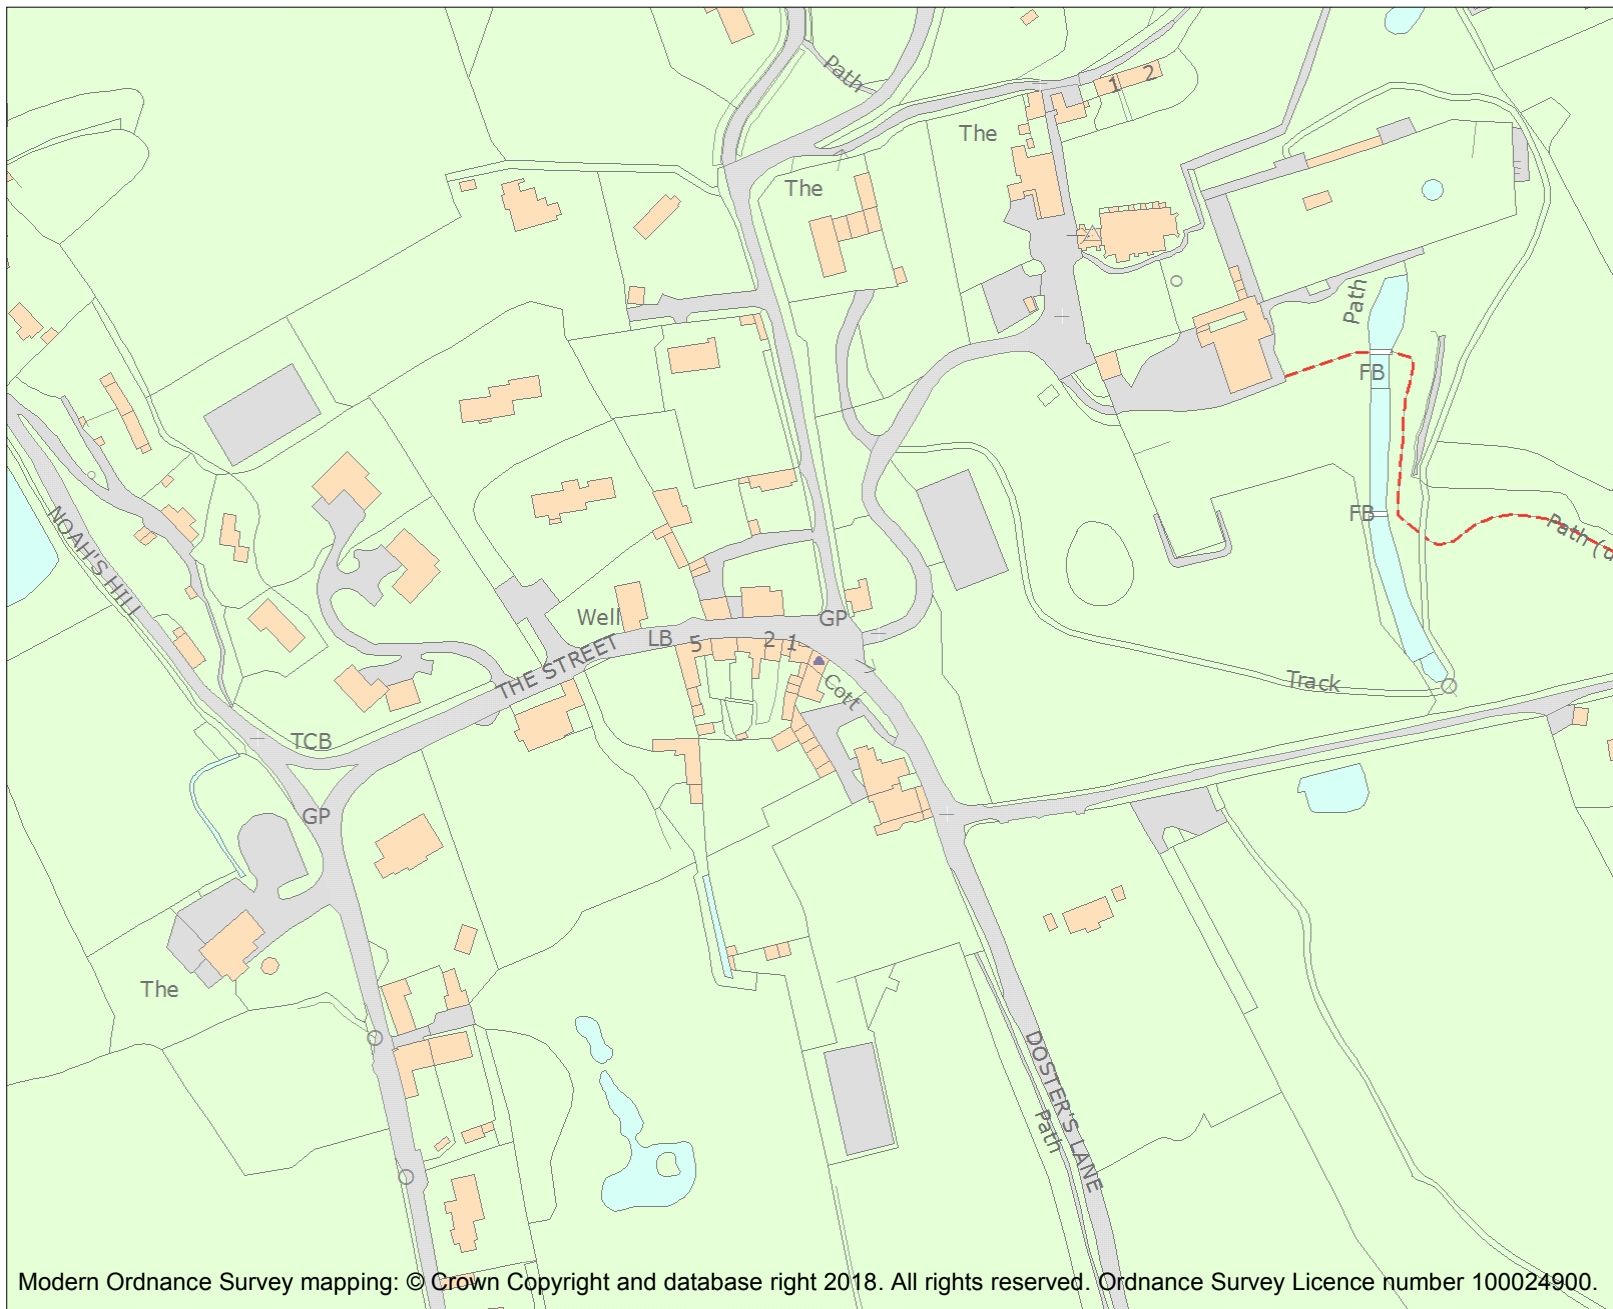 Path
1
2
The
The
Path
FB
FB
Path (u
NOAH'S HILL
Well
GP
THE STREET
LB
5
2
1
Cott
Track
TCB
GP
The
DOSTER'S LANE
Path
Modern Ordnance Survey mapping: © Crown Copyright and database right 2018. All rights reserved. Ordnance Survey Licence number 100024900.